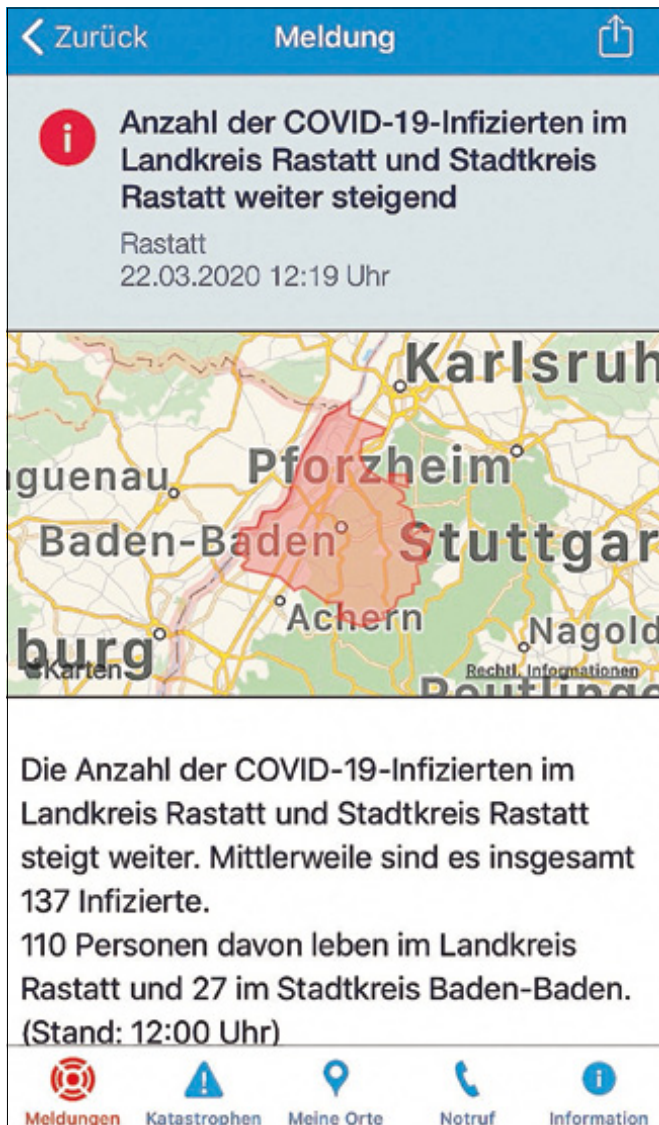 Zurück
Meldung
i
Anzahl der COVID-19-Infizierten im
Landkreis Rastatt und Stadtkreis
Rastatt weiter steigend
Rastatt
22.03.2020 12:19 Uhr
Karlsruh
guenau
Pforzheim
Baden-Baden
Stuttgar
Achern
Nagold
burg
Karten
Rechtl. Informationen
Reutlinge
Die Anzahl der COVID-19-Infizierten im
Landkreis Rastatt und Stadtkreis Rastatt
steigt weiter. Mittlerweile sind es insgesamt
137 Infizierte.
110 Personen davon leben im Landkreis
Rastatt und 27 im Stadtkreis Baden-Baden.
(Stand: 12:00 Uhr)
Meldungen Katastrophen Meine Orte Notruf Information